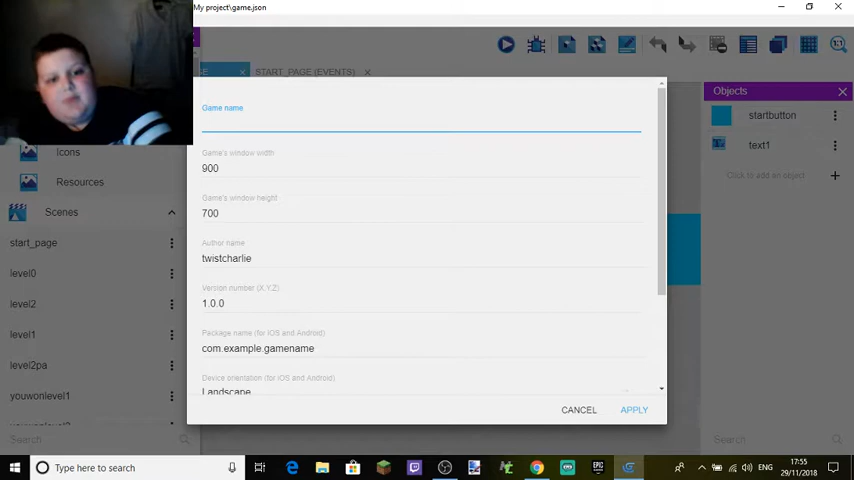 My project\game.json
START_PAGE (EVENTS)
Game name
Objects
startbutton
text1
Click to add an object
Icons
Resources
Scenes
start_page
level0
level2
level1
level2pa
youwonlevel1
Search
Game's window width
900
Game's window height
700
Author name
twistcharlie
Version number (X.Y.Z)
1.0.0
Package name (for iOS and Android)
com.example.gamename
Device orientation (for iOS and Android)
Landscape
CANCEL
APPLY
Search
Type here to search
ENG
17:55
29/11/2018